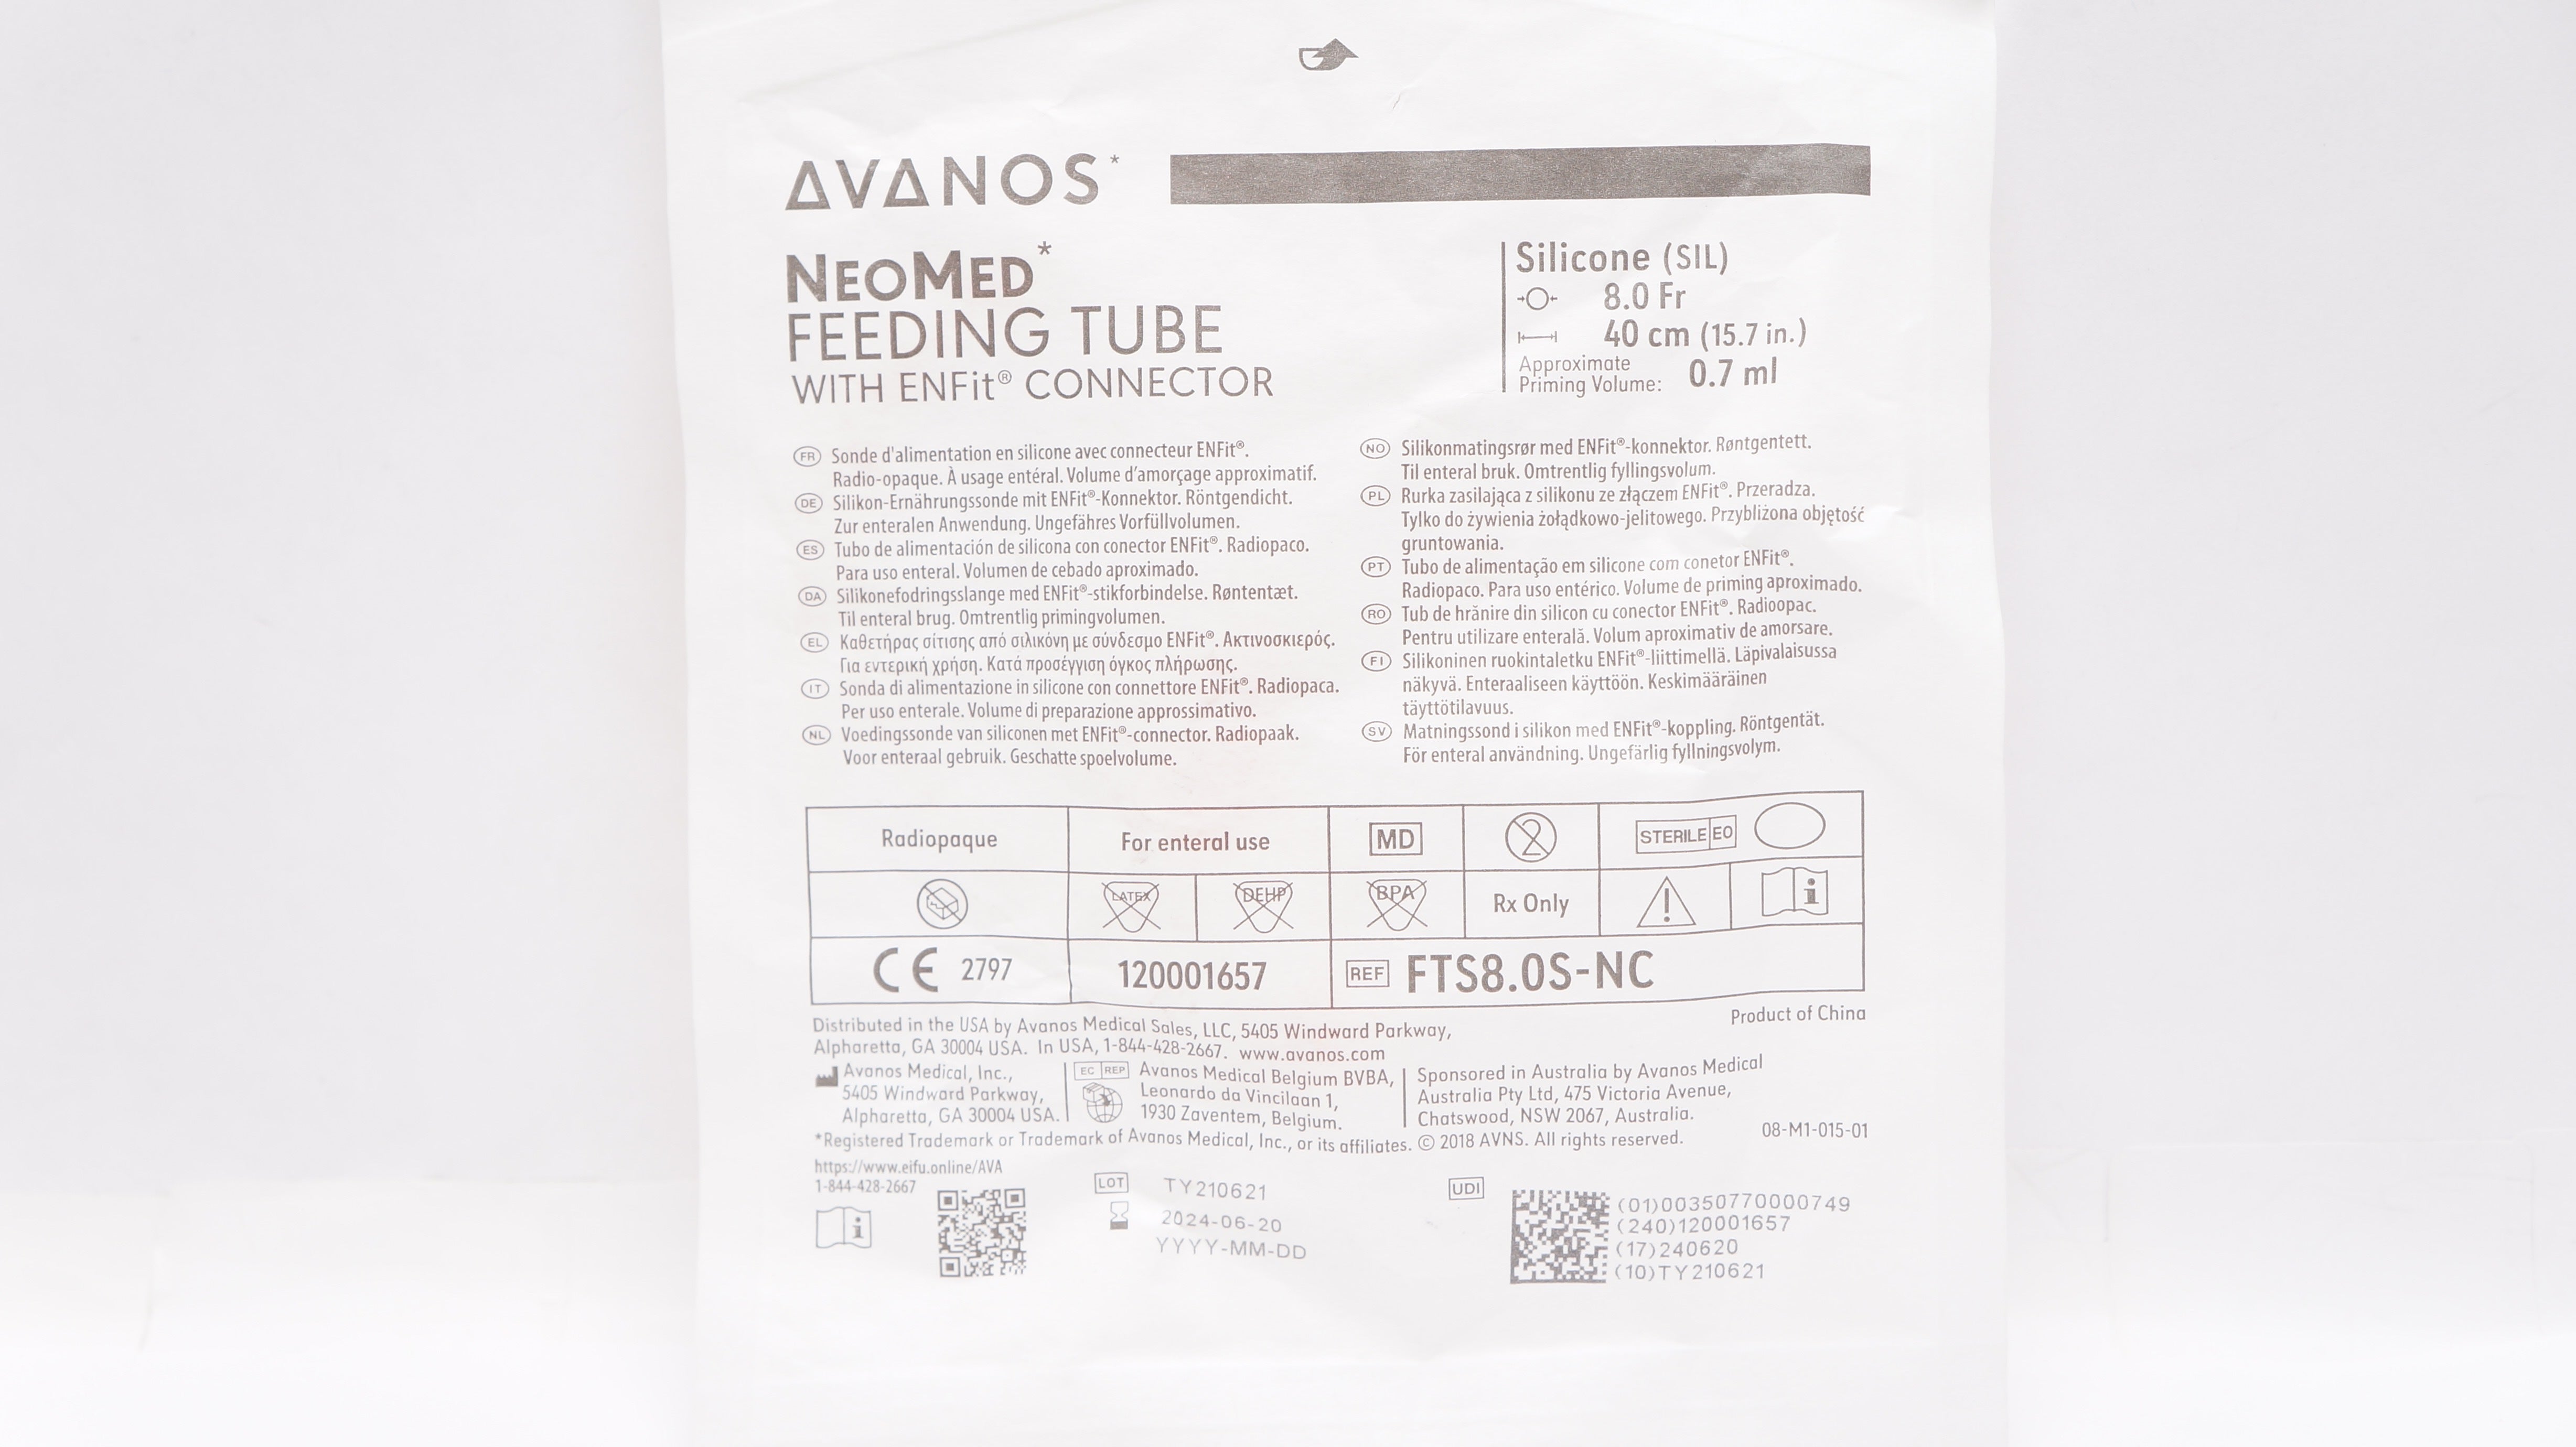 AVANOS*
NEOMED*
FEEDING TUBE
WITH ENFit® CONNECTOR
Silicone (SIL)
8.0 Fr
40 cm (15.7 in.)
Approximate
Priming Volume: 0.7 ml
FR Sonde d'alimentation en silicone avec connecteur ENFit®.
Radio-opaque. À usage entéral. Volume d'amorçage approximatif.
DE Silikon-Ernährungssonde mit ENFit®-Konnektor. Röntgendicht.
Zur enteralen Anwendung. Ungefähres Vorfüllvolumen.
ES Tubo de alimentación de silicona con conector ENFit®. Radiopaco.
Para uso enteral. Volumen de cebado aproximado.
DA Silikonefodringsslange med ENFit®-stikforbindelse. Røntentæt.
Til enteral brug. Omtrentlig primingvolumen.
EL Καθετήρας σίτισης από σιλικόνη με σύνδεσμο ENFit®. Ακτινοσκιερός.
Για εντερική χρήση. Κατά προσέγγιση όγκος πλήρωσης.
IT Sonda di alimentazione in silicone con connettore ENFit®. Radiopaca.
Per uso enterale. Volume di preparazione approssimativo.
NL Voedingssonde van siliconen met ENFit®-connector. Radiopaak.
Voor enteraal gebruik. Geschatte spoelvolume.
NO Silikonmatingsrør med ENFit®-konnektor. Røntgentett.
Til enteral bruk. Omtrentlig fyllingsvolum.
PL Rurka zasilająca z silikonu ze złączem ENFit®. Przeradza.
Tylko do żywienia żołądkowo-jelitowego. Przybliżona objętość
gruntowania.
PT Tubo de alimentação em silicone com conetor ENFit®.
Radiopaco. Para uso entérico. Volume de priming aproximado.
RO Tub de hrănire din silicon cu conector ENFit®. Radioopac.
Pentru utilizare enterală. Volum aproximativ de amorsare.
FI Silikoninen ruokintaletku ENFit®-liittimellä. Läpivalaisussa
näkyvä. Enteraaliseen käyttöön. Keskimääräinen
täyttötilavuus.
SV Matningssond i silikon med ENFit®-koppling. Röntgentät.
För enteral användning. Ungefärlig fyllningsvolym.
Radiopaque
For enteral use
MD
2
STERILE EO
LATEX
DEHP
BPA
Rx Only
CE 2797
120001657
REF FTS8.0S-NC
Product of China
Distributed in the USA by Avanos Medical Sales, LLC, 5405 Windward Parkway,
Alpharetta, GA 30004 USA. In USA, 1-844-428-2667. www.avanos.com
Avanos Medical, Inc.,
5405 Windward Parkway,
Alpharetta, GA 30004 USA.
EC REP Avanos Medical Belgium BVBA,
Leonardo da Vincilaan 1,
1930 Zaventem, Belgium.
Sponsored in Australia by Avanos Medical
Australia Pty Ltd, 475 Victoria Avenue,
Chatswood, NSW 2067, Australia.
*Registered Trademark or Trademark of Avanos Medical, Inc., or its affiliates. © 2018 AVNS. All rights reserved.
08-M1-015-01
https://www.eifu.online/AVA
1-844-428-2667
LOT TY210621
2024-06-20
YYYY-MM-DD
UDI
(01)00350770000749
(240)120001657
(17)240620
(10)TY210621